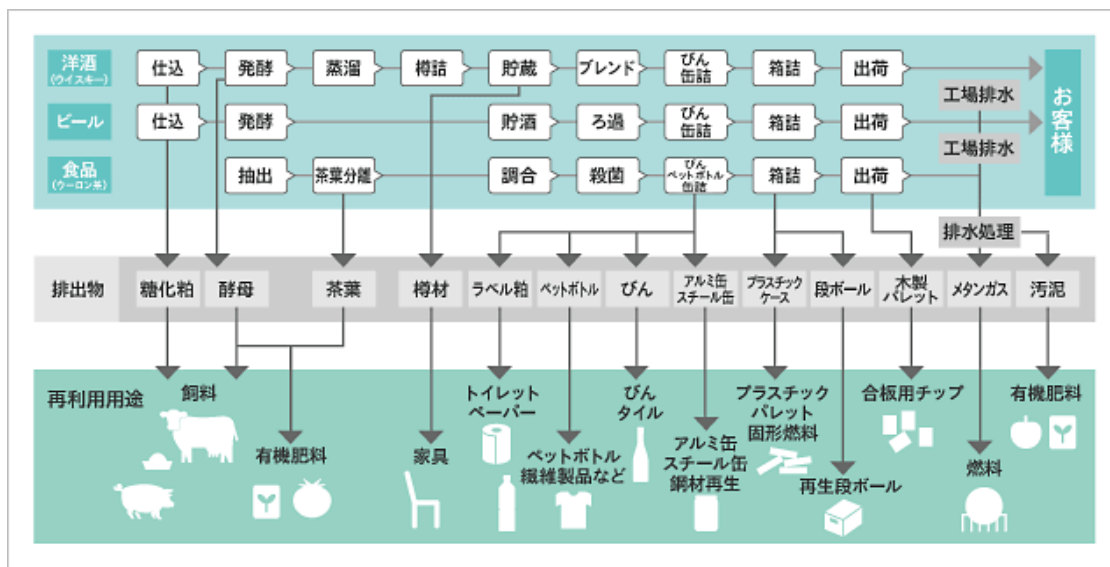 洋酒
(ウイスキー)
仕込
発酵
蒸溜
樽詰
貯蔵
ブレンド
びん
缶詰
箱詰
出荷
工場排水
お客様
ビール
仕込
発酵
貯酒
ろ過
びん
缶詰
箱詰
出荷
工場排水
食品
(ウーロン茶)
抽出
茶葉分離
調合
殺菌
びん
ペットボトル
缶詰
箱詰
出荷
排水処理
排出物
糖化粕
酵母
茶葉
樽材
ラベル粕
ペットボトル
びん
アルミ缶
スチール缶
プラスチック
ケース
段ボール
木製
パレット
メタンガス
汚泥
再利用用途
飼料
有機肥料
家具
トイレット
ペーパー
ペットボトル
繊維製品など
びん
タイル
アルミ缶
スチール缶
鋼材再生
プラスチック
パレット
固形燃料
再生段ボール
合板用チップ
燃料
有機肥料